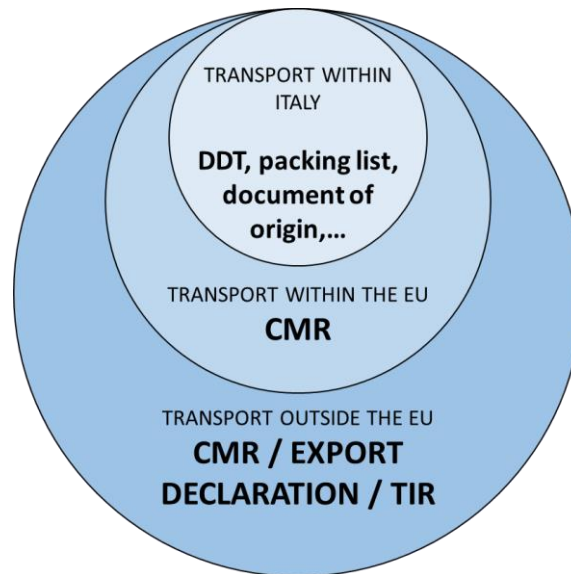 TRANSPORT WITHIN
ITALY
DDT, packing list,
document of
origin,...
TRANSPORT WITHIN THE EU
CMR
TRANSPORT OUTSIDE THE EU
CMR / EXPORT
DECLARATION / TIR